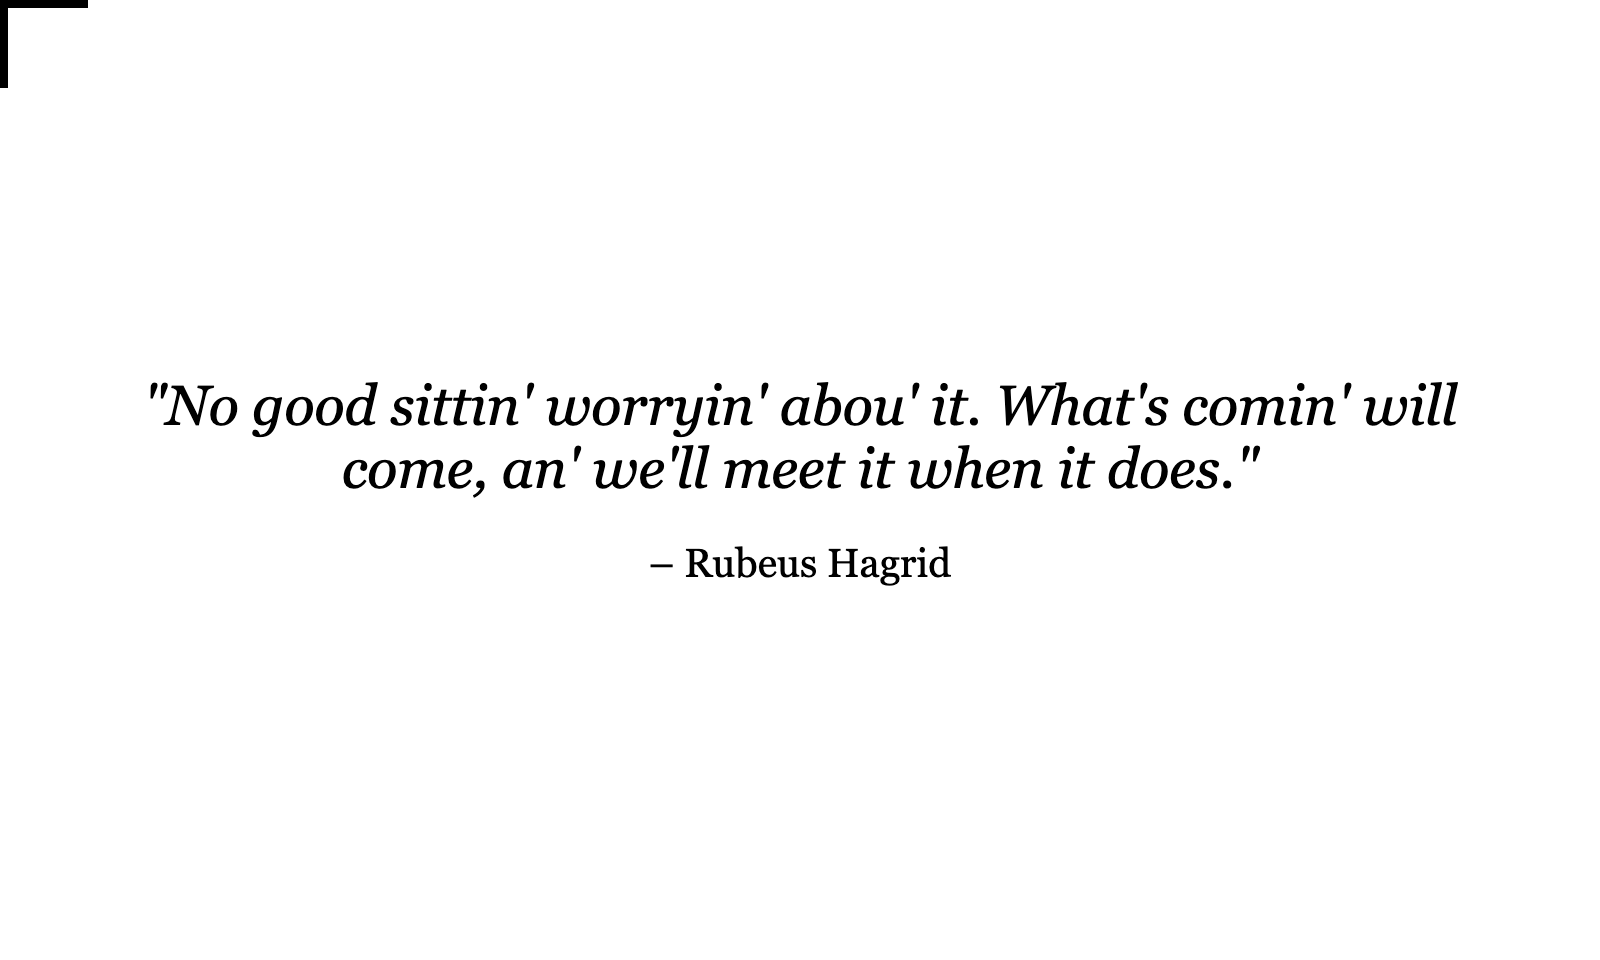 "No good sittin' worryin' abou' it. What's comin' will
come, an' we'll meet it when it does."
– Rubeus Hagrid